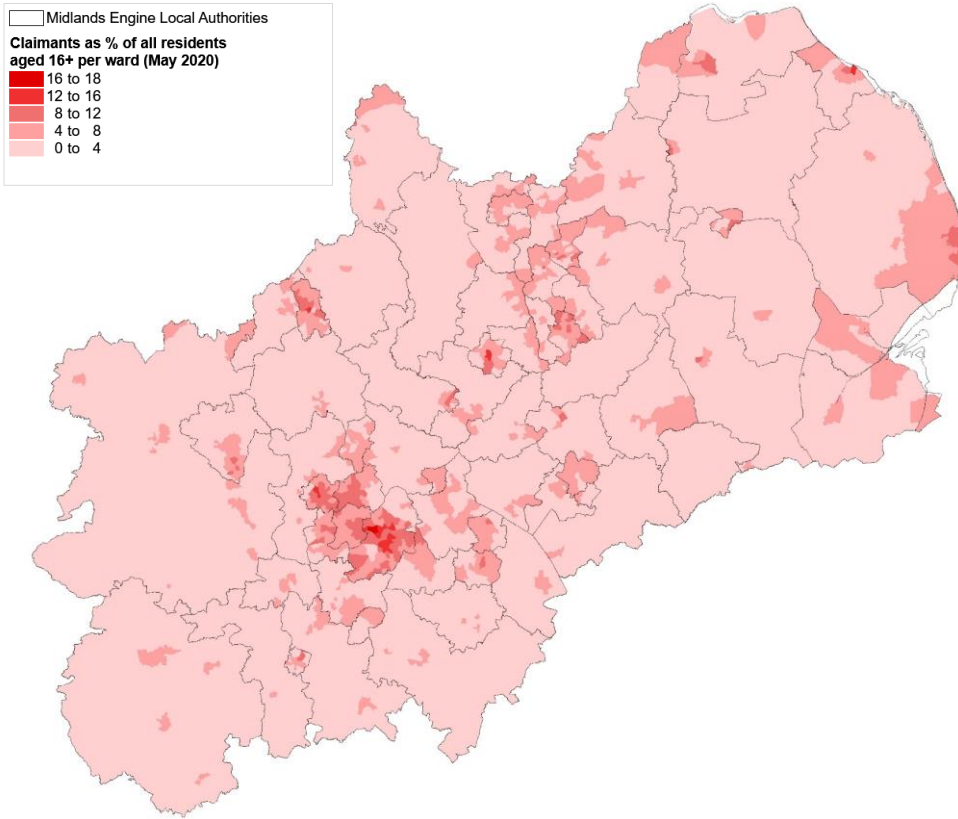 Midlands Engine Local Authorities
Claimants as % of all residents
aged 16+ per ward (May 2020)
16 to 18
12 to 16
8 to 12
4 to 8
0 to 4